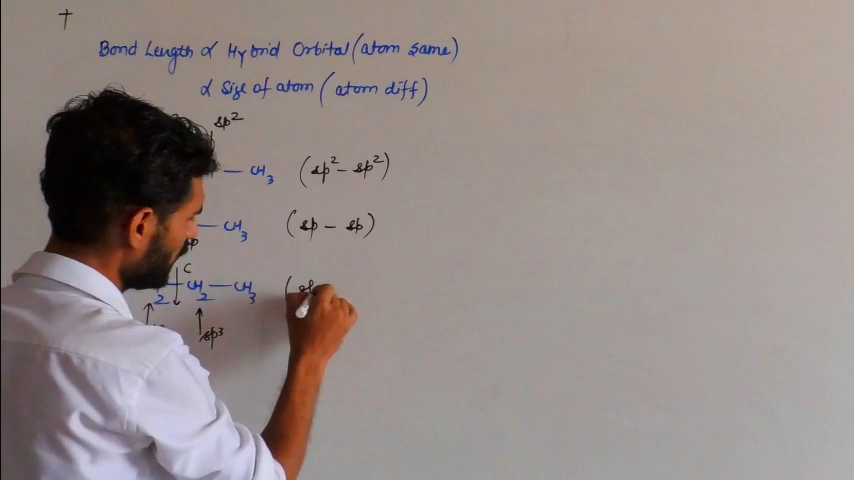 Bond Length ∝ Hybrid Orbital (atom same)
∝ Size of atom (atom diff)
sp²
— CH₃ (sp² - sp²)
— CH₃ (sp - sp)
sp
C
₂ — CH₂ — CH₃ (sp
sp³